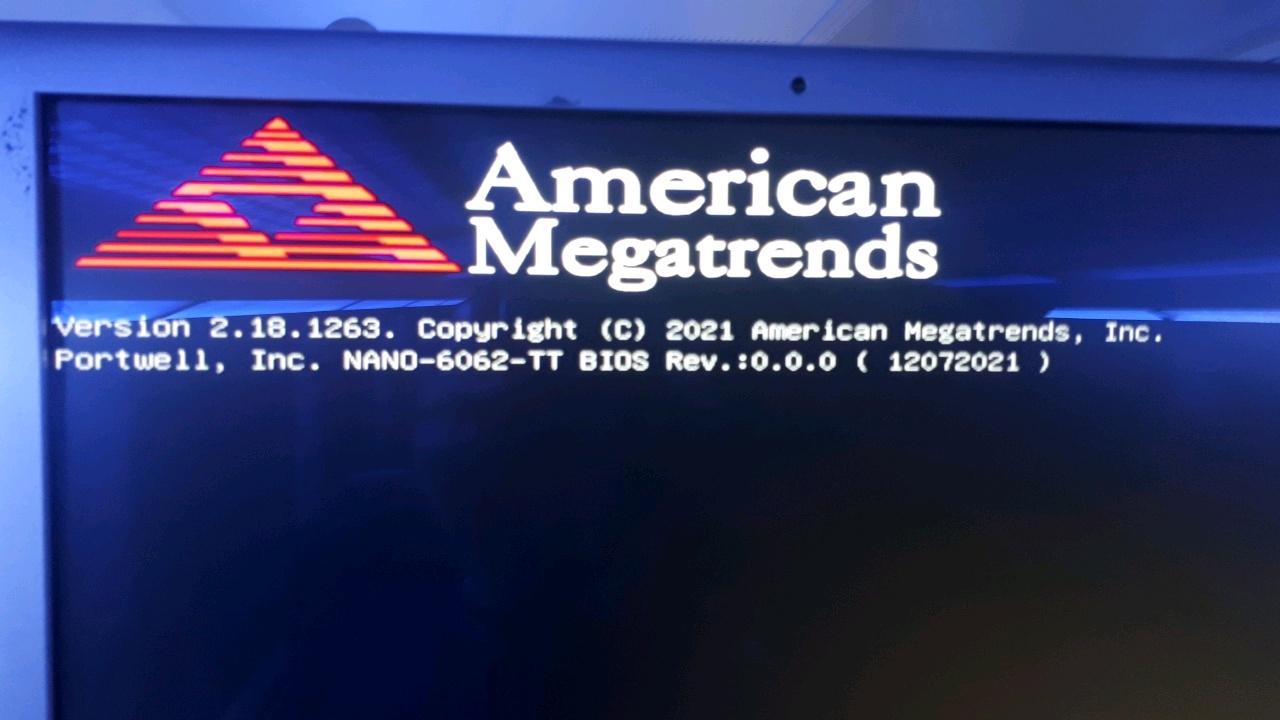 American
Megatrends
Version 2.18.1263. Copyright (C) 2021 American Megatrends, Inc.
Portwell, Inc. NANO-6062-TT BIOS Rev.:0.0.0 ( 12072021 )